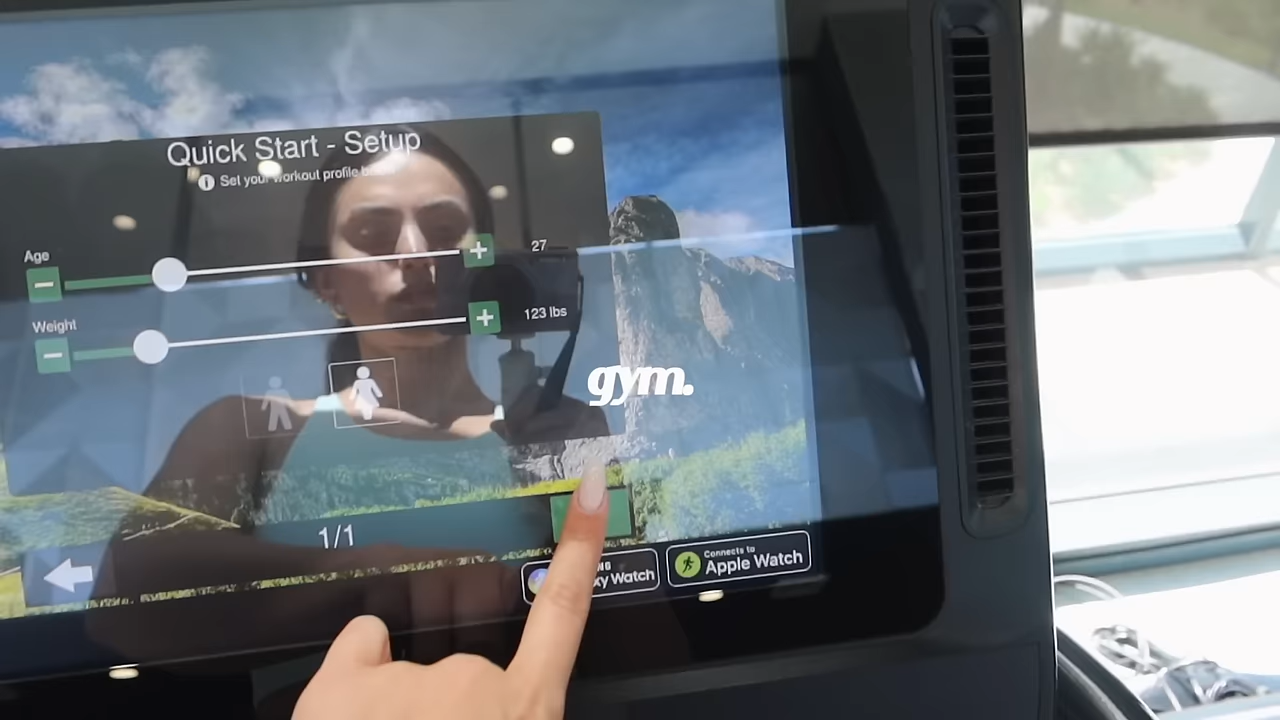 Quick Start - Setup
Set your workout profile
Age
27
Weight
123 lbs
gym.
1/1
Watch
Connects to
Apple Watch